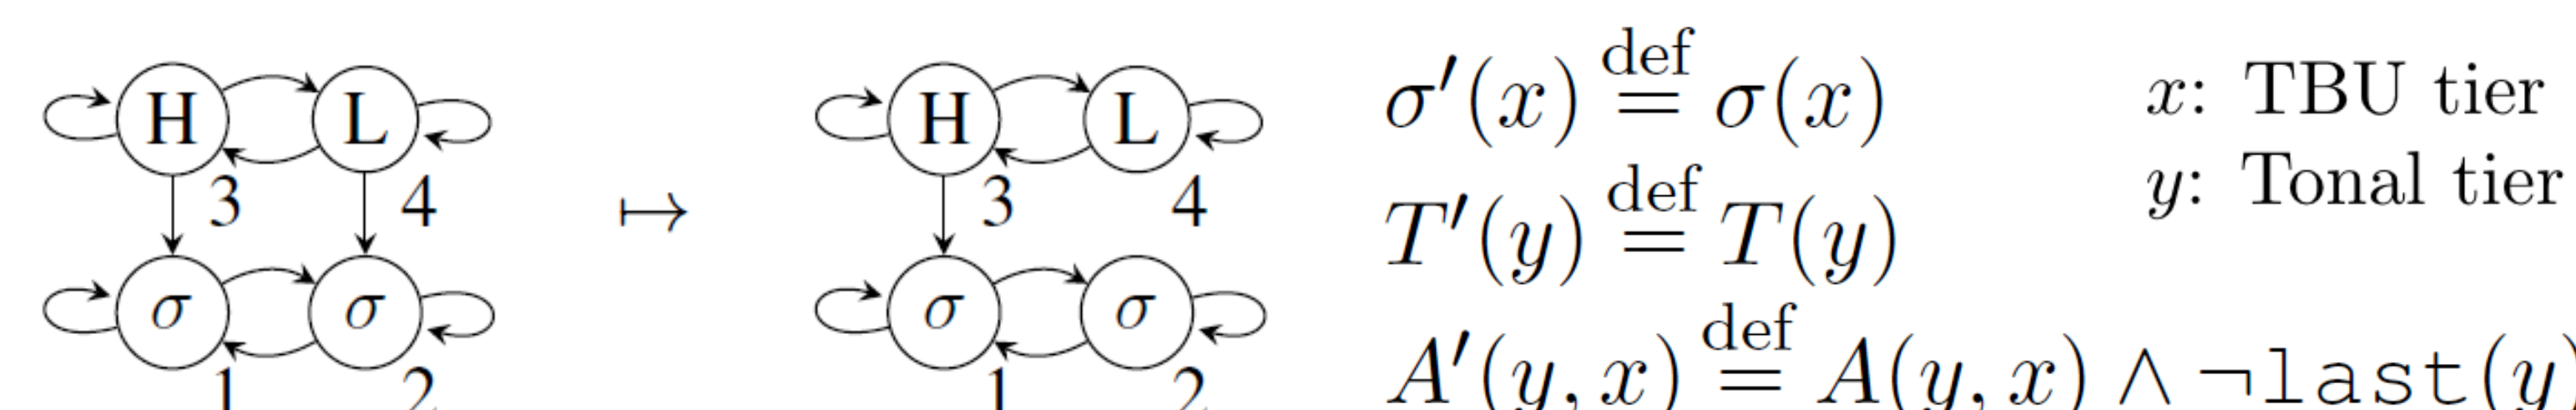 H L H L
3 4 ↦ 3 4
σ σ σ σ
1 2 1 2
σ′(x) def= σ(x)
T′(y) def= T(y)
A′(y, x) def= A(y, x) ∧ ¬last(y)
x: TBU tier
y: Tonal tier